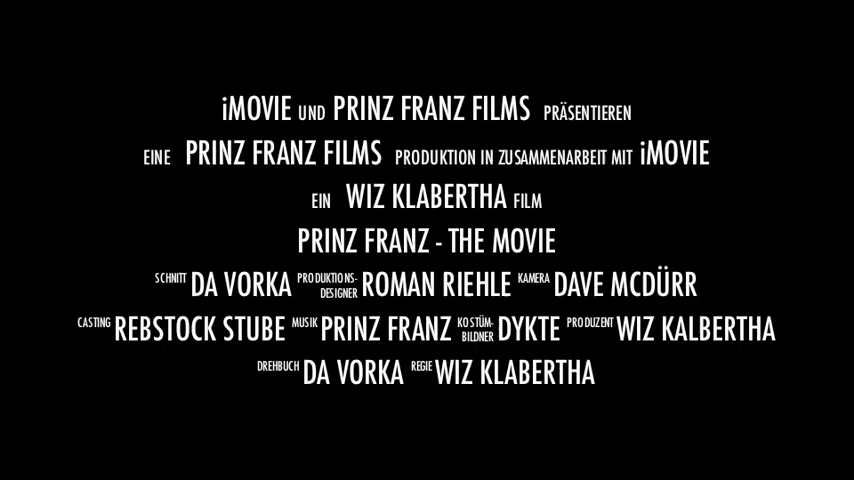 iMOVIE UND PRINZ FRANZ FILMS PRÄSENTIEREN
EINE PRINZ FRANZ FILMS PRODUKTION IN ZUSAMMENARBEIT MIT iMOVIE
EIN WIZ KLABERTHA FILM
PRINZ FRANZ - THE MOVIE
SCHNITT DA VORKA PRODUKTIONS-DESIGNER ROMAN RIEHLE KAMERA DAVE MCDÜRR
CASTING REBSTOCK STUBE MUSIK PRINZ FRANZ KOSTÜM-BILDNER DYKTE PRODUZENT WIZ KALBERTHA
DREHBUCH DA VORKA REGIE WIZ KLABERTHA